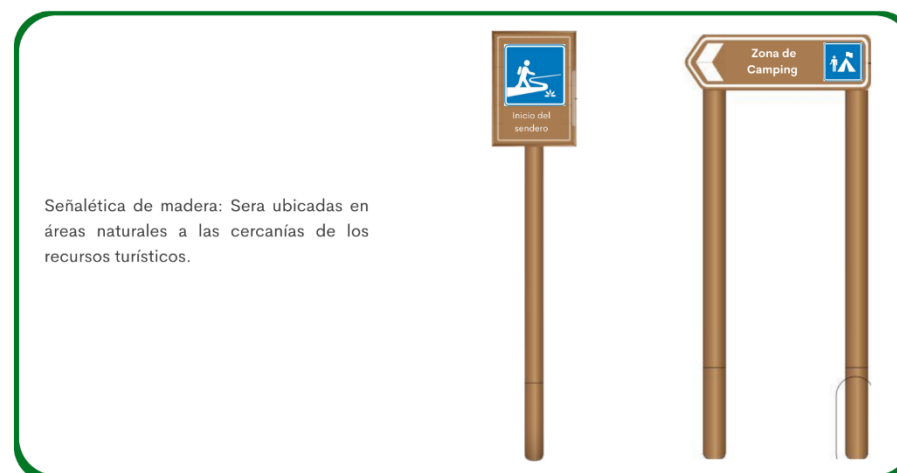 Señalética de madera: Sera ubicadas en
áreas naturales a las cercanías de los
recursos turísticos.
Inicio del
sendero
Zona de
Camping